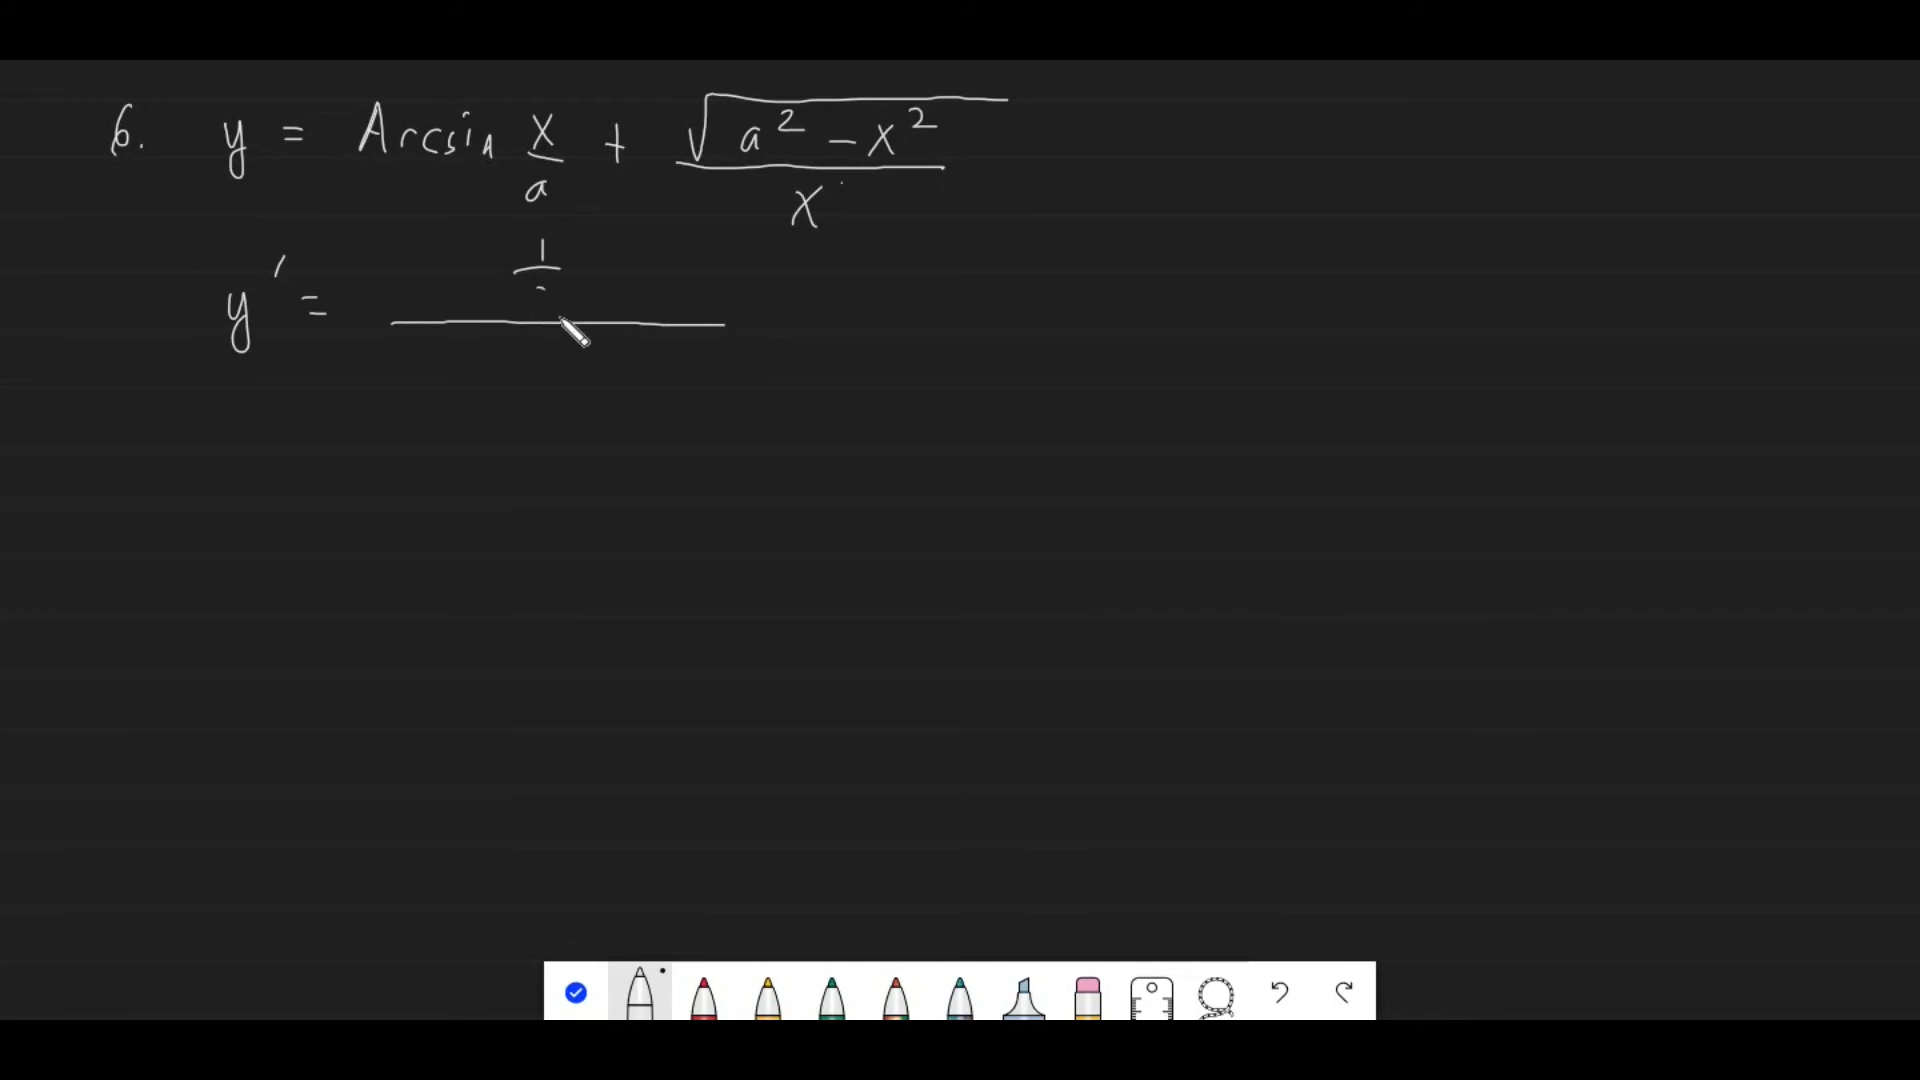 6. y = Arcsin x/a + √(a² - x²)/x
y' = 1/